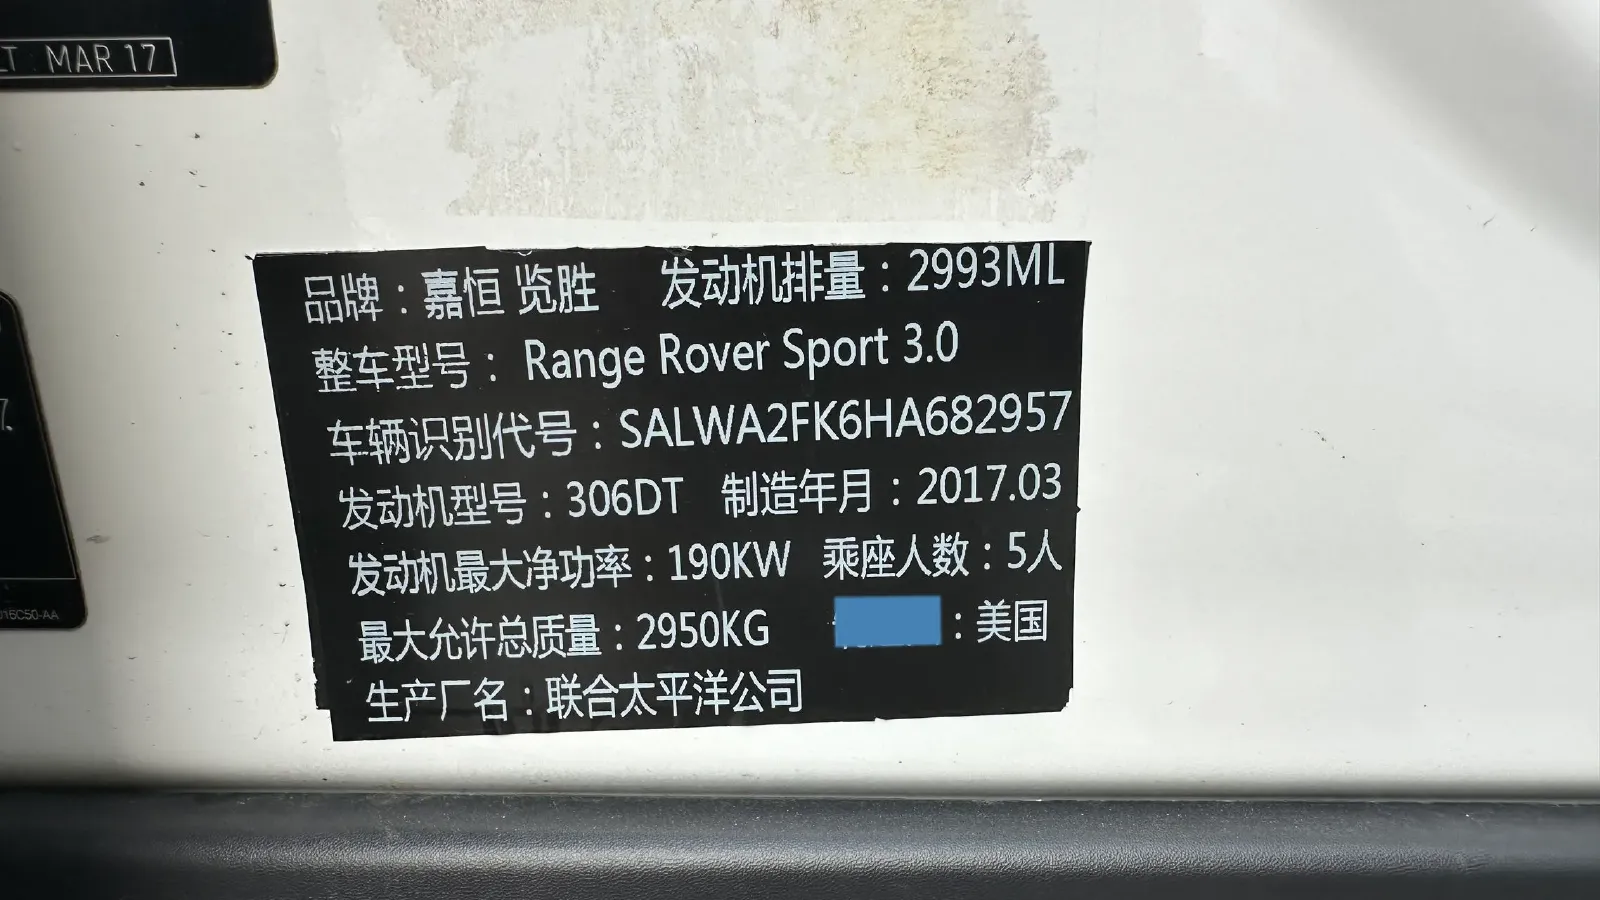 LT MAR 17
品牌：嘉恒 览胜 发动机排量：2993ML
整车型号： Range Rover Sport 3.0
车辆识别代号：SALWA2FK6HA682957
发动机型号：306DT 制造年月：2017.03
发动机最大净功率：190KW 乘座人数：5人
最大允许总质量：2950KG ：美国
生产厂名：联合太平洋公司
7
J16C50-AA